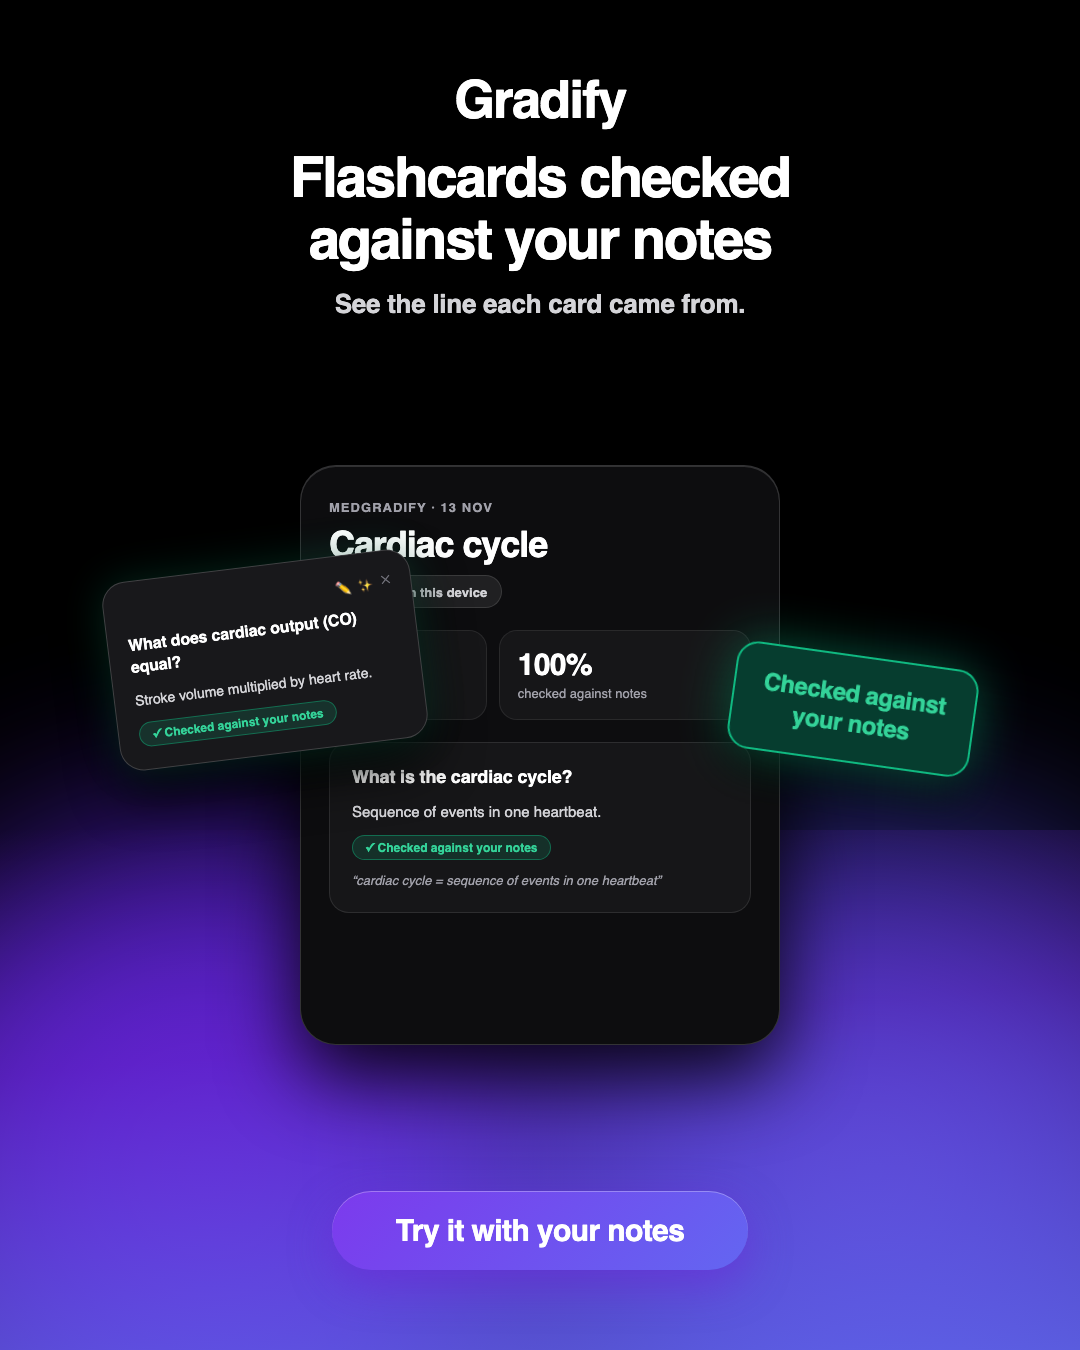 Gradify
Flashcards checked
against your notes
See the line each card came from.
MEDGRADIFY · 13 NOV
Cardiac cycle
this device
What does cardiac output (CO)
equal?
Stroke volume multiplied by heart rate.
✓ Checked against your notes
100%
checked against notes
Checked against
your notes
What is the cardiac cycle?
Sequence of events in one heartbeat.
✓ Checked against your notes
“cardiac cycle = sequence of events in one heartbeat”
Try it with your notes